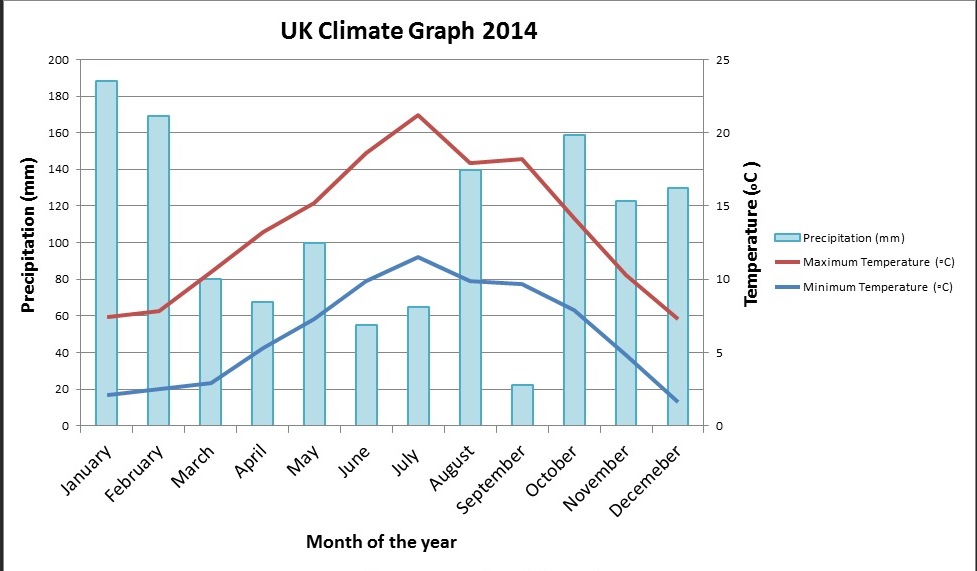 UK Climate Graph 2014
200
180
160
140
120
100
80
60
40
20
0
Precipitation (mm)
25
20
15
10
5
0
Temperature (ₒC )
January
February
March
April
May
June
July
August
September
October
November
Decemeber
Month of the year
Precipitation (mm)
Maximum Temperature (◦C)
Minimum Temperature (◦C)